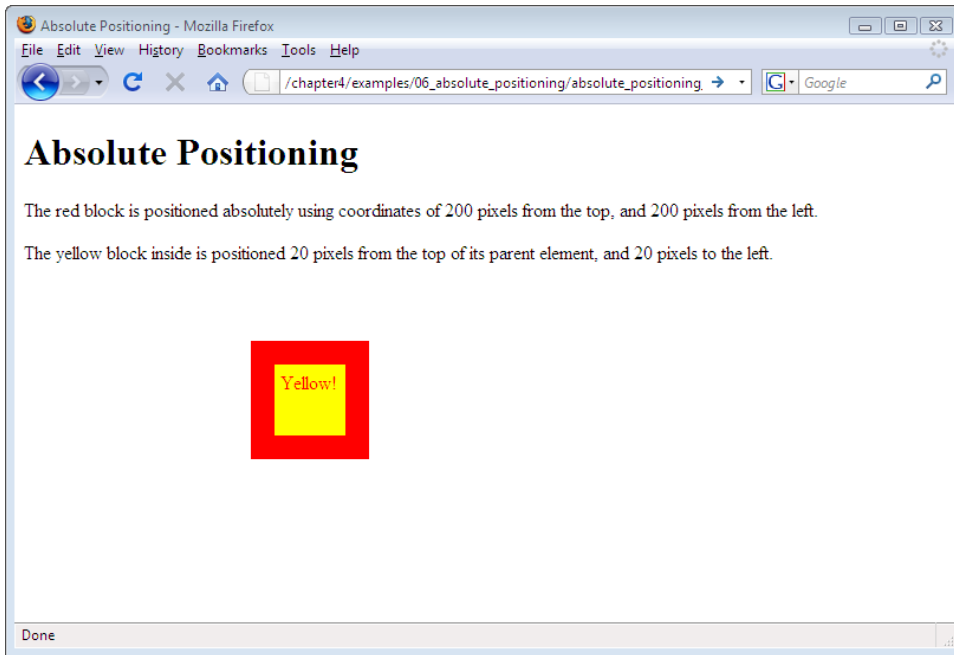 Absolute Positioning - Mozilla Firefox
File Edit View History Bookmarks Tools Help
/chapter4/examples/06_absolute_positioning/absolute_positioning. G Google
Absolute Positioning
The red block is positioned absolutely using coordinates of 200 pixels from the top, and 200 pixels from the left.
The yellow block inside is positioned 20 pixels from the top of its parent element, and 20 pixels to the left.
Yellow!
Done